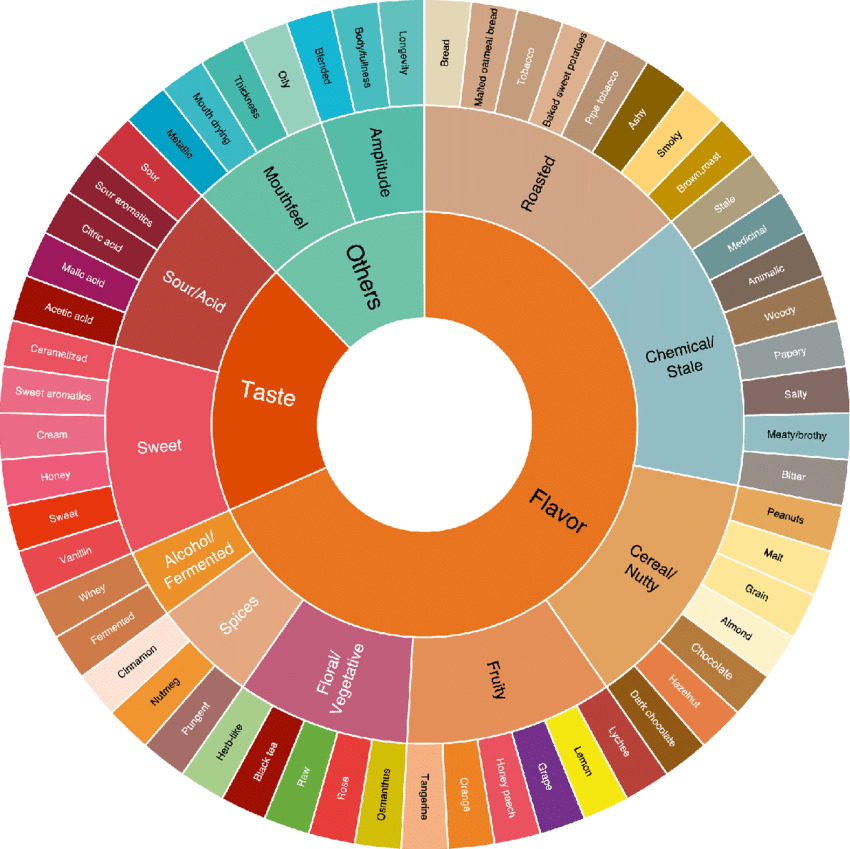 Others
Flavor
Taste
Amplitude
Roasted
Chemical/
Stale
Cereal/
Nutty
Fruity
Floral/
Vegetative
Spices
Alcohol/
Fermented
Sweet
Sour/Acid
Mouthfeel
Bread
Malted oatmeal bread
Tobacco
Baked sweet potatoes
Pipe tobacco
Ashy
Smoky
Brown,roast
Stale
Medicinal
Animalic
Woody
Papery
Salty
Meaty/brothy
Bitter
Peanuts
Malt
Grain
Almond
Chocolate
Hazelnut
Dark chocolate
Lychee
Lemon
Grape
Honey peech
Orange
Tangerine
Osmanthus
Rose
Raw
Black tea
Herb-like
Pungent
Nutmeg
Cinnamon
Fermented
Winey
Vanillin
Sweet
Honey
Cream
Sweet aromatics
Caramelized
Acetic acid
Malic acid
Citric acid
Sour aromatics
Sour
Metallic
Mouth drying
Thickness
Oily
Blended
Body/fullness
Longevity